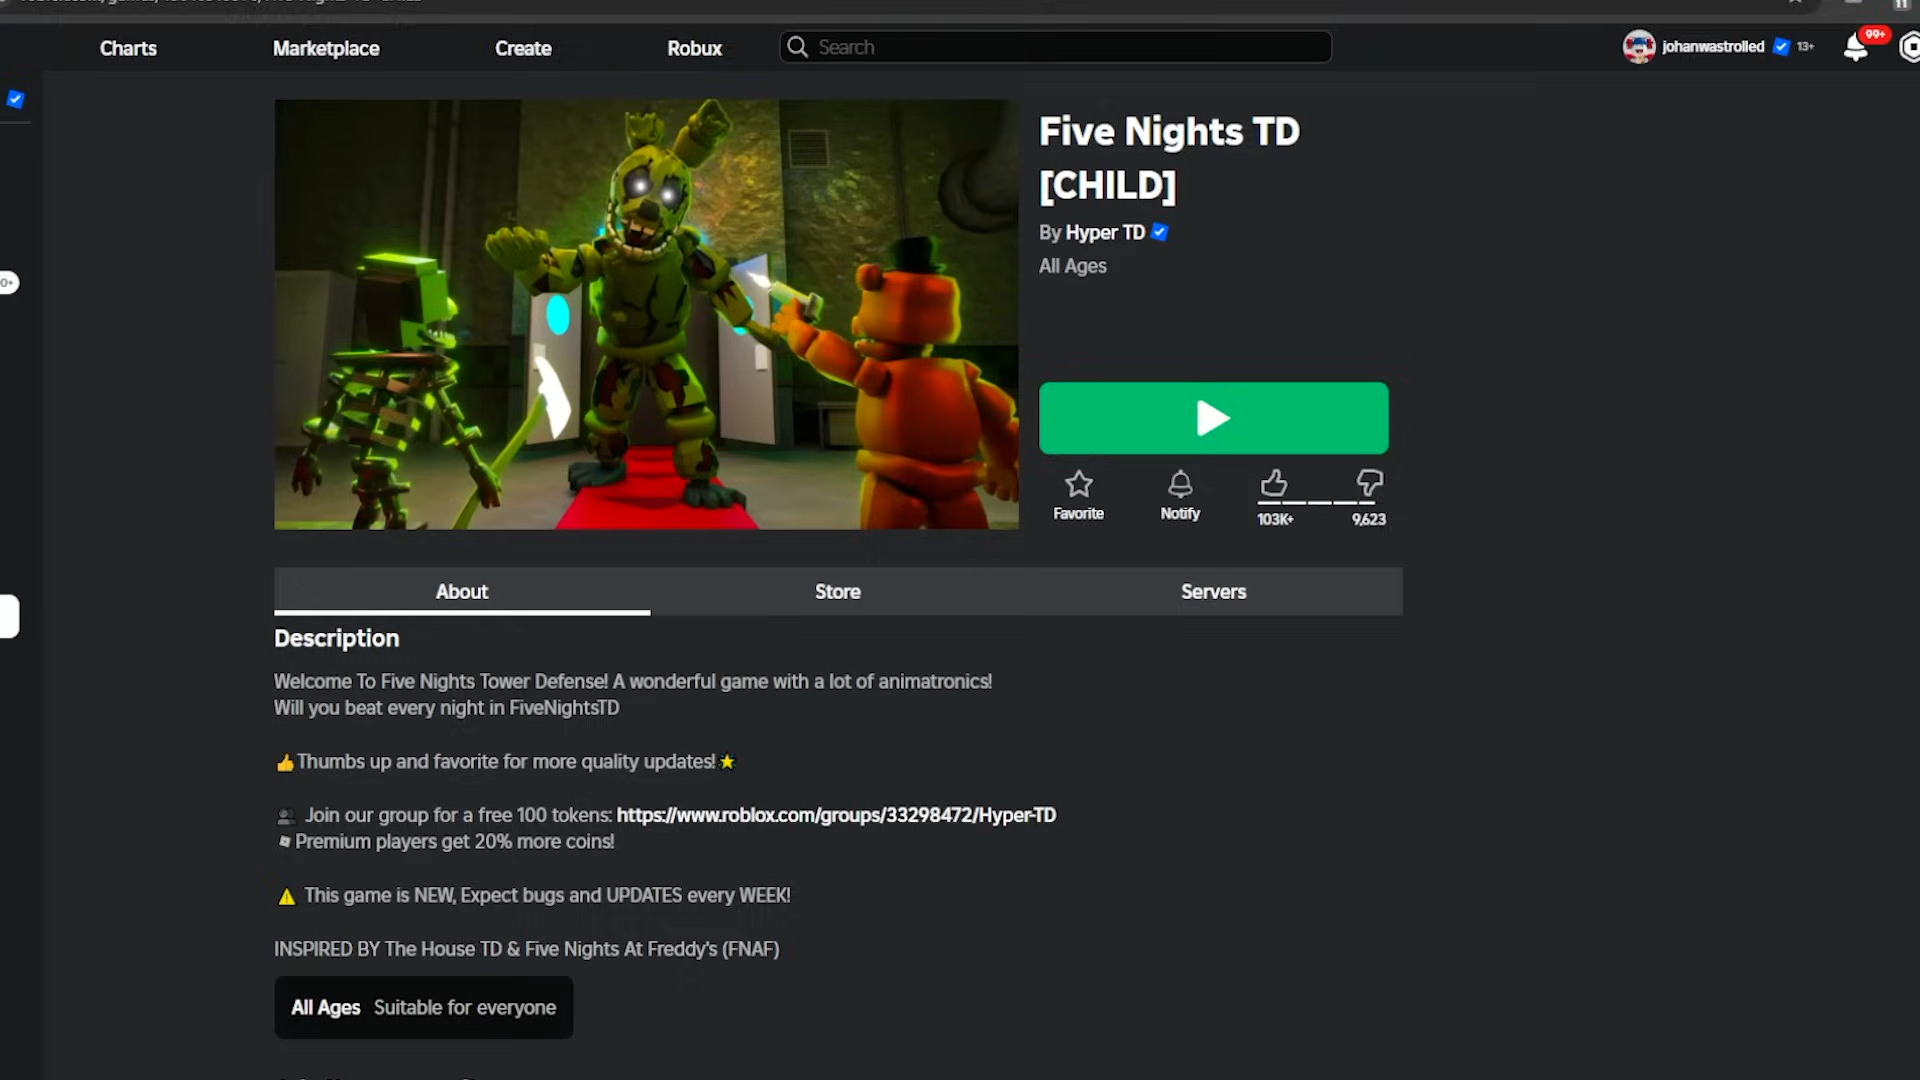 Charts
Marketplace
Create
Robux
Search
johanwastrolled
13+
99+
Five Nights TD
[CHILD]
By Hyper TD
All Ages
0+
Favorite
Notify
103K+
9,623
About
Store
Servers
Description
Welcome To Five Nights Tower Defense! A wonderful game with a lot of animatronics!
Will you beat every night in FiveNightsTD
👍Thumbs up and favorite for more quality updates!🌟
👥 Join our group for a free 100 tokens: https://www.roblox.com/groups/33298472/Hyper-TD
Premium players get 20% more coins!
⚠️ This game is NEW, Expect bugs and UPDATES every WEEK!
INSPIRED BY The House TD & Five Nights At Freddy's (FNAF)
All Ages Suitable for everyone